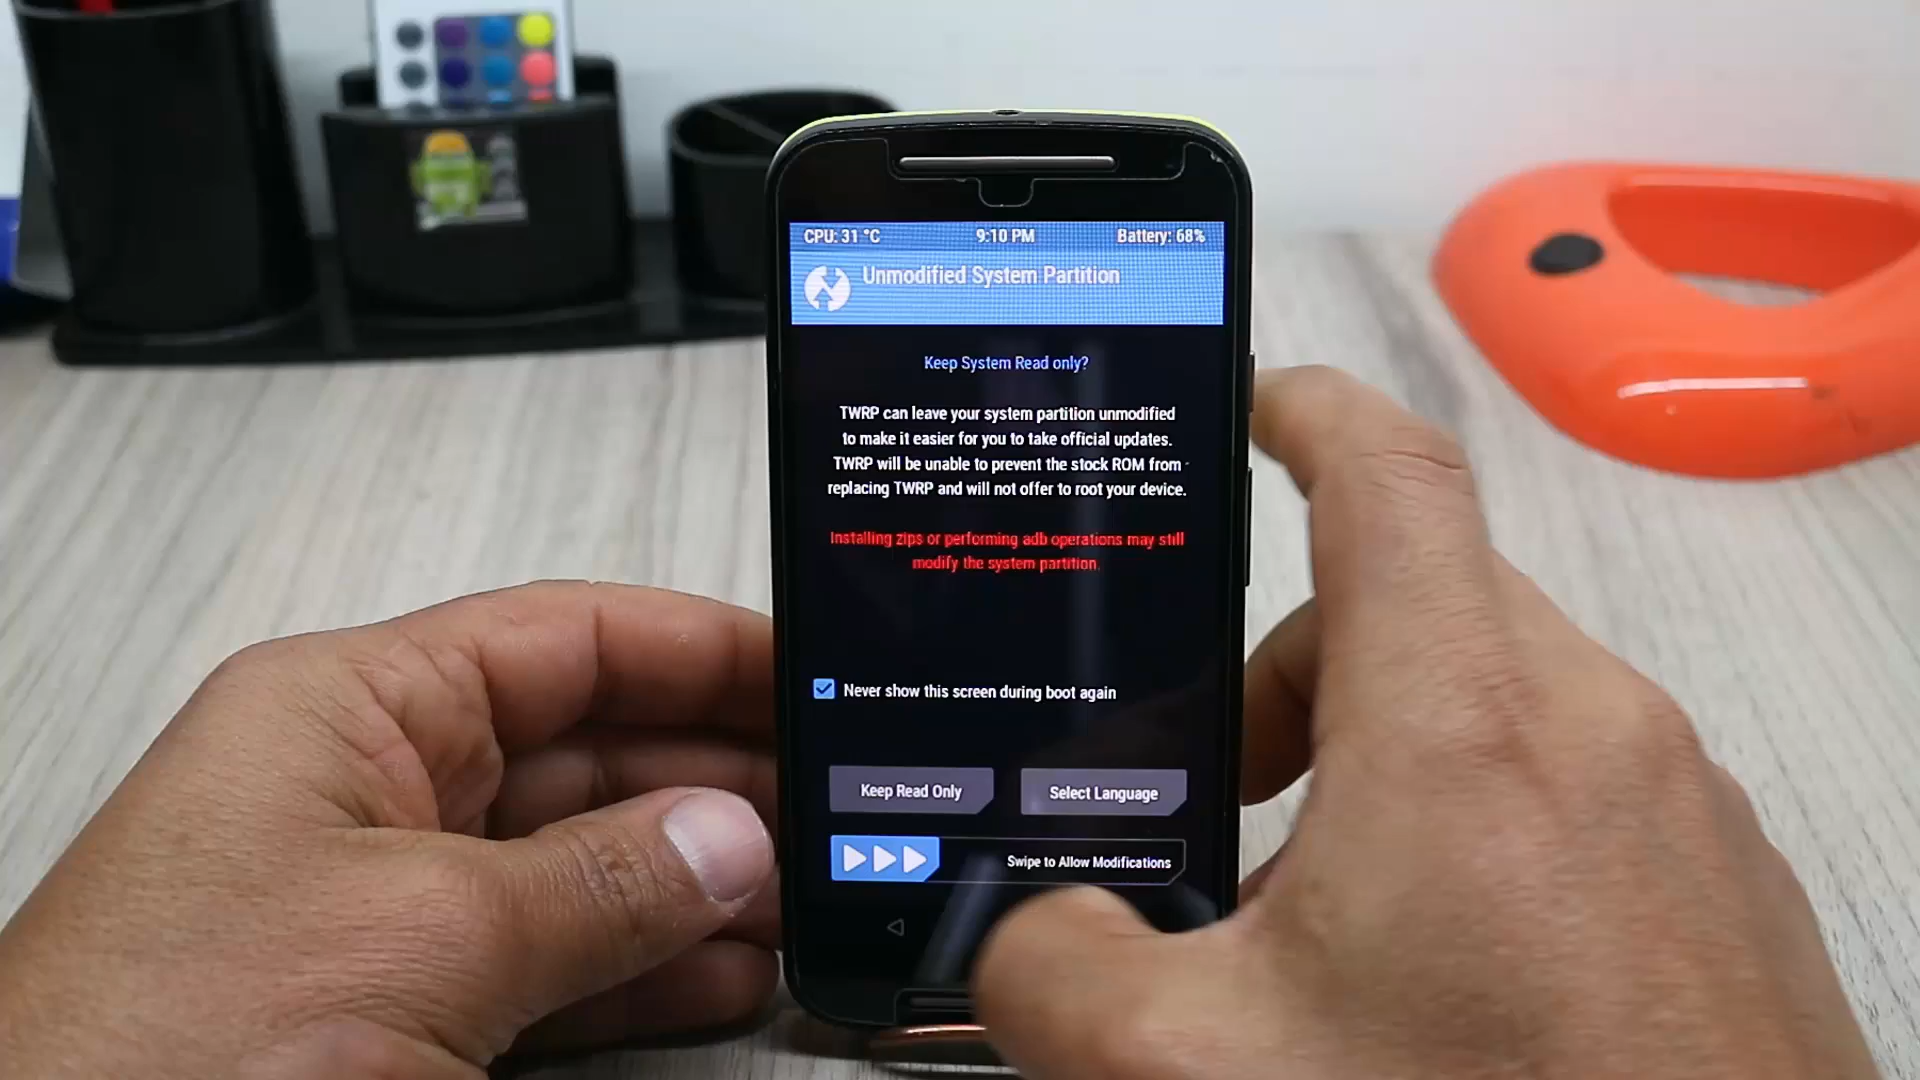 CPU: 31 °C 9:10 PM Battery: 68%
Unmodified System Partition
Keep System Read only?
TWRP can leave your system partition unmodified
to make it easier for you to take official updates.
TWRP will be unable to prevent the stock ROM from
replacing TWRP and will not offer to root your device.
Installing zips or performing adb operations may still
modify the system partition.
Never show this screen during boot again
Keep Read Only Select Language
Swipe to Allow Modifications